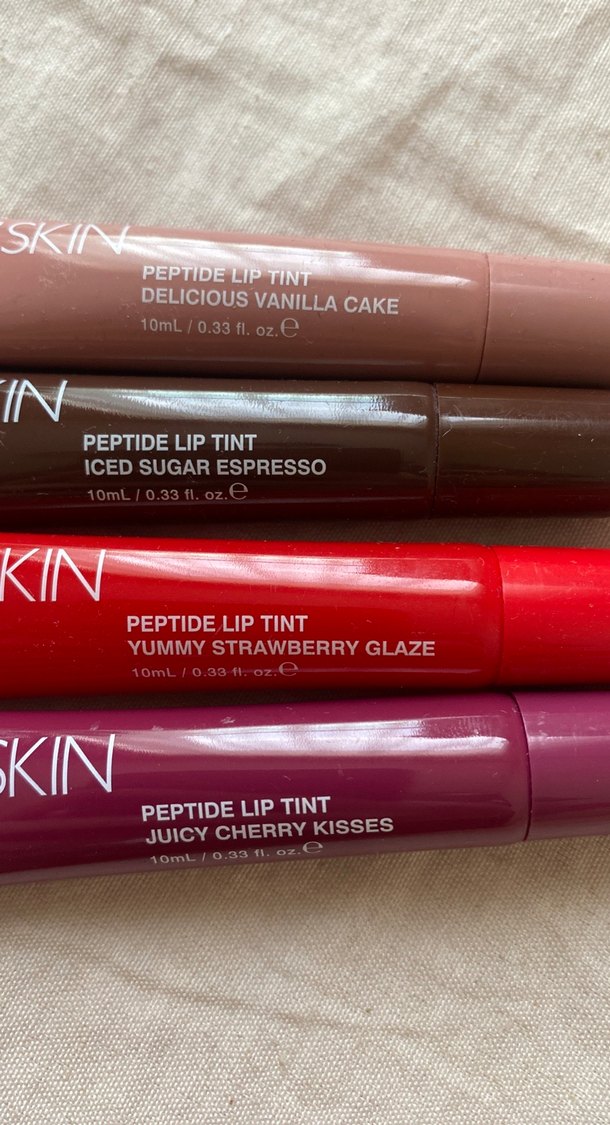 SKIN
PEPTIDE LIP TINT
DELICIOUS VANILLA CAKE
10mL / 0.33 fl. oz.℮
KIN
PEPTIDE LIP TINT
ICED SUGAR ESPRESSO
10mL / 0.33 fl. oz.℮
KIN
PEPTIDE LIP TINT
YUMMY STRAWBERRY GLAZE
10mL / 0.33 fl. oz.℮
SKIN
PEPTIDE LIP TINT
JUICY CHERRY KISSES
10mL / 0.33 fl. oz.℮